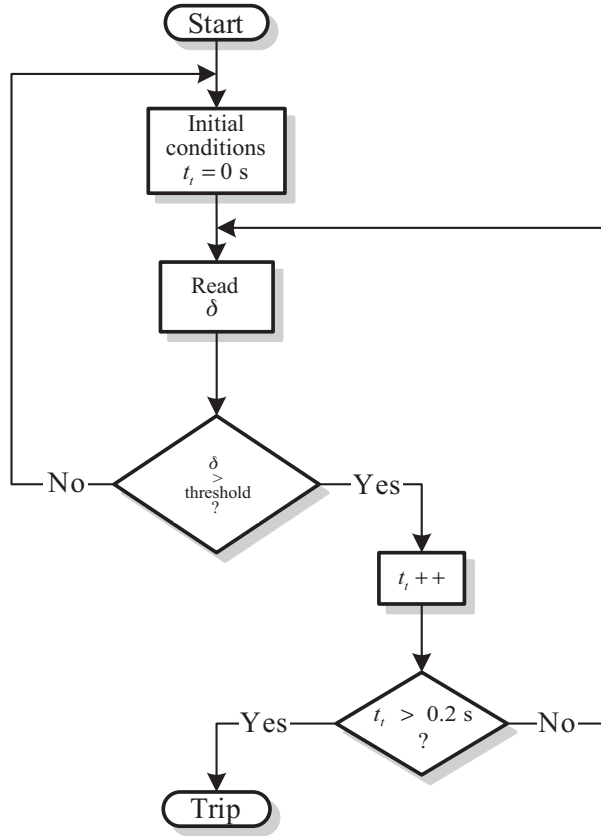 Start
Initial
conditions
t_t = 0 s
Read
δ
δ
>
threshold
?
No
Yes
t_t ++
t_t > 0.2 s
?
Yes
No
Trip